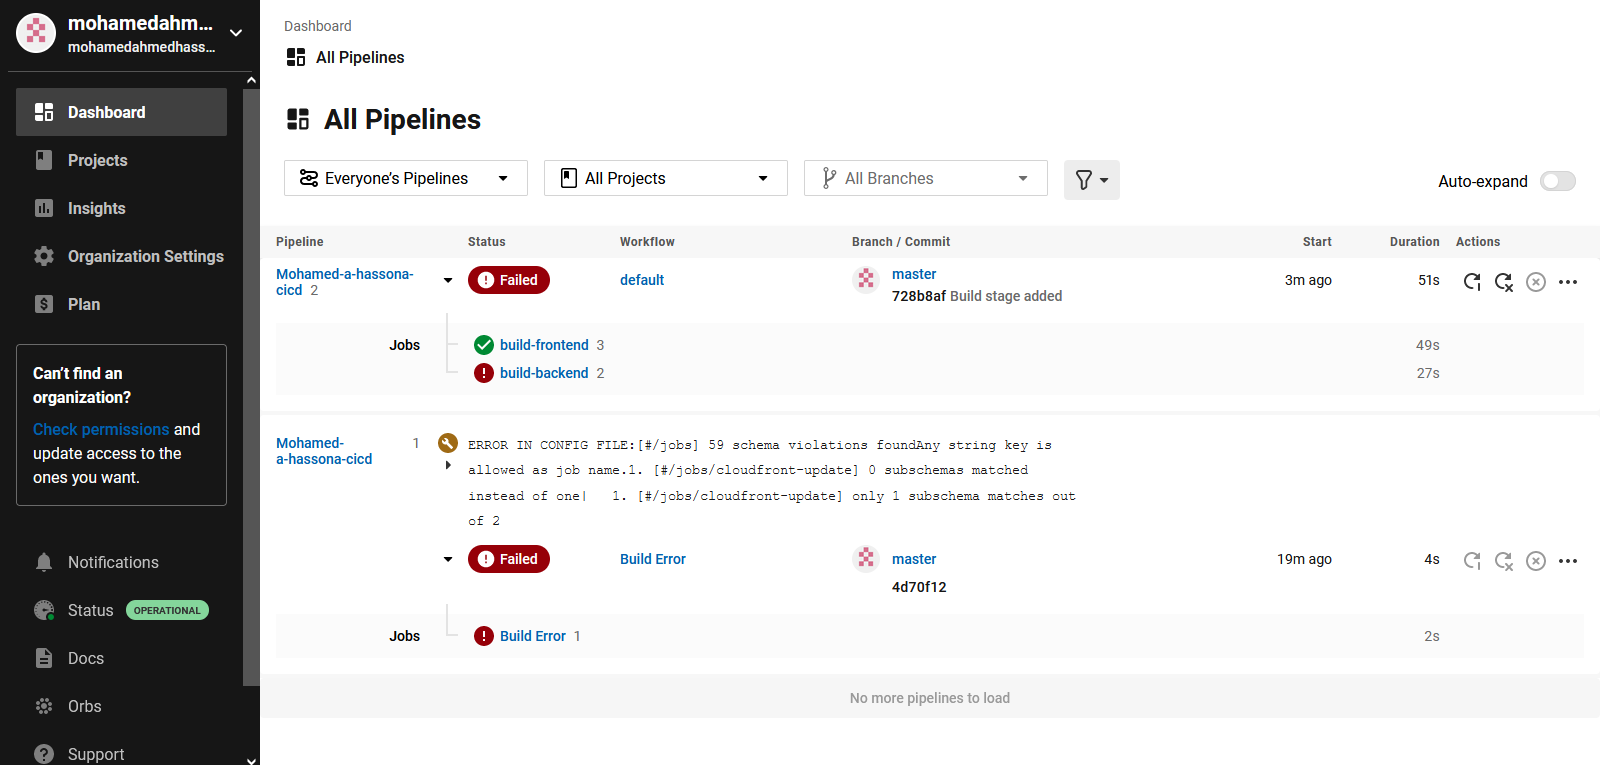 mohamedahm...
mohamedahmedhass...
Dashboard
Projects
Insights
Organization Settings
Plan
Can't find an
organization?
Check permissions and
update access to the
ones you want.
Notifications
Status OPERATIONAL
Docs
Orbs
Support
Dashboard
All Pipelines
All Pipelines
Everyone's Pipelines All Projects All Branches Auto-expand
Pipeline Status Workflow Branch / Commit Start Duration Actions
Mohamed-a-hassona-
cicd 2
Failed default master 3m ago 51s
728b8af Build stage added
Jobs build-frontend 3 49s
build-backend 2 27s
Mohamed-
a-hassona-cicd 1
ERROR IN CONFIG FILE:[#/jobs] 59 schema violations foundAny string key is
allowed as job name.1. [#/jobs/cloudfront-update] 0 subschemas matched
instead of one|   1. [#/jobs/cloudfront-update] only 1 subschema matches out
of 2
Failed Build Error master 19m ago 4s
4d70f12
Jobs Build Error 1 2s
No more pipelines to load